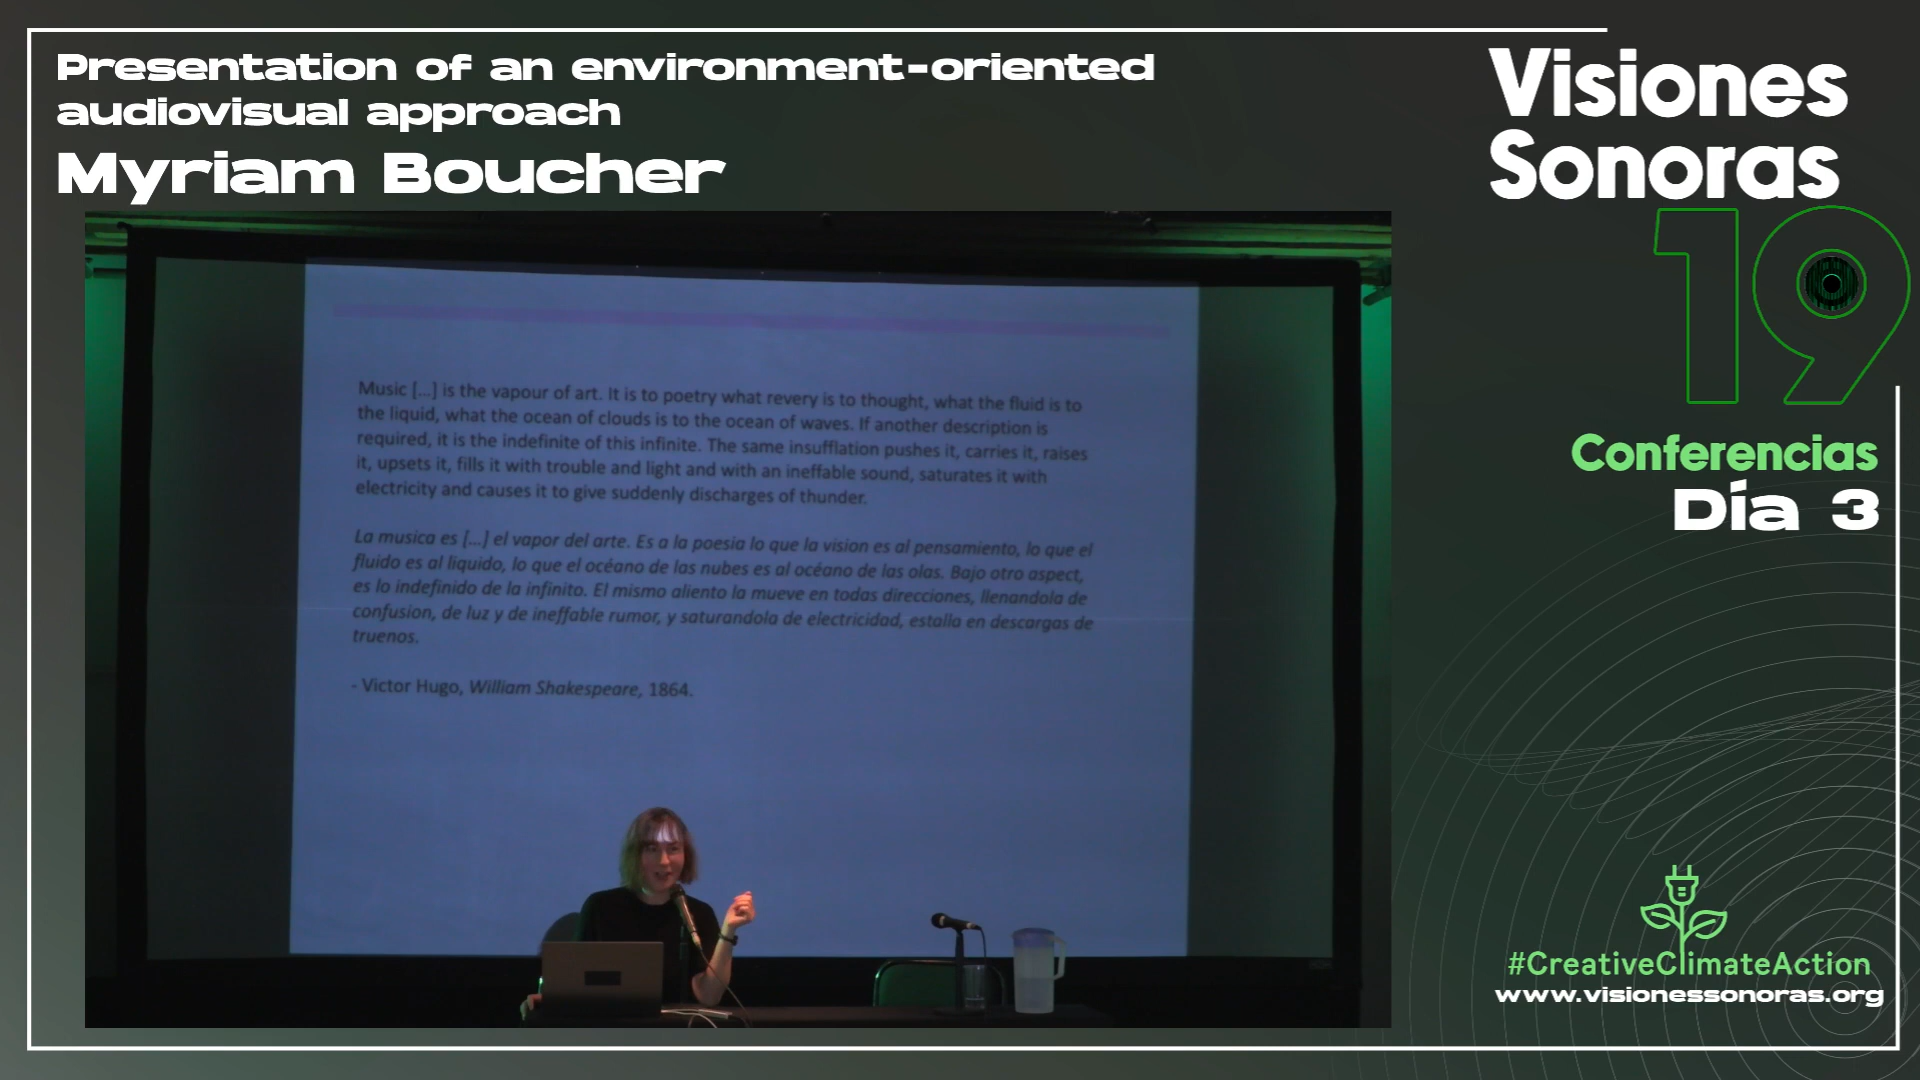 Presentation of an environment-oriented
audiovisual approach
Myriam Boucher
Visiones
Sonoras
19
Conferencias
Día 3
Music [...] is the vapour of art. It is to poetry what revery is to thought, what the fluid is to
the liquid, what the ocean of clouds is to the ocean of waves. If another description is
required, it is the indefinite of this infinite. The same insufflation pushes it, carries it, raises
it, upsets it, fills it with trouble and light and with an ineffable sound, saturates it with
electricity and causes it to give suddenly discharges of thunder.
La musica es [...] el vapor del arte. Es a la poesia lo que la vision es al pensamiento, lo que el
fluido es al liquido, lo que el océano de las nubes es al océano de las olas. Bajo otro aspect,
es lo indefinido de la infinito. El mismo aliento la mueve en todas direcciones, llenandola de
confusion, de luz y de ineffable rumor, y saturandola de electricidad, estalla en descargas de
truenos.
- Victor Hugo, William Shakespeare, 1864.
#CreativeClimateAction
www.visionessonoras.org